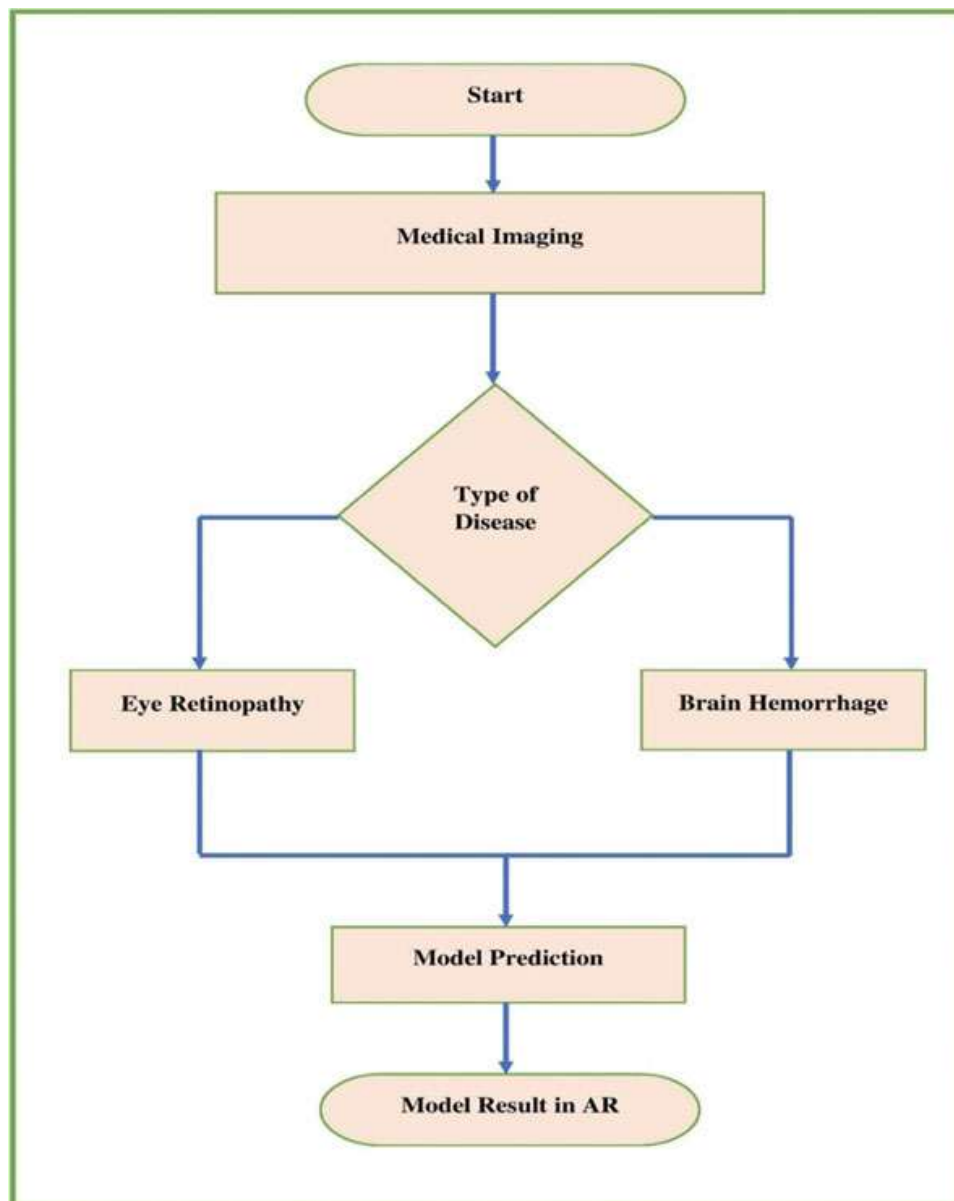 Start
Medical Imaging
Type of
Disease
Eye Retinopathy
Brain Hemorrhage
Model Prediction
Model Result in AR